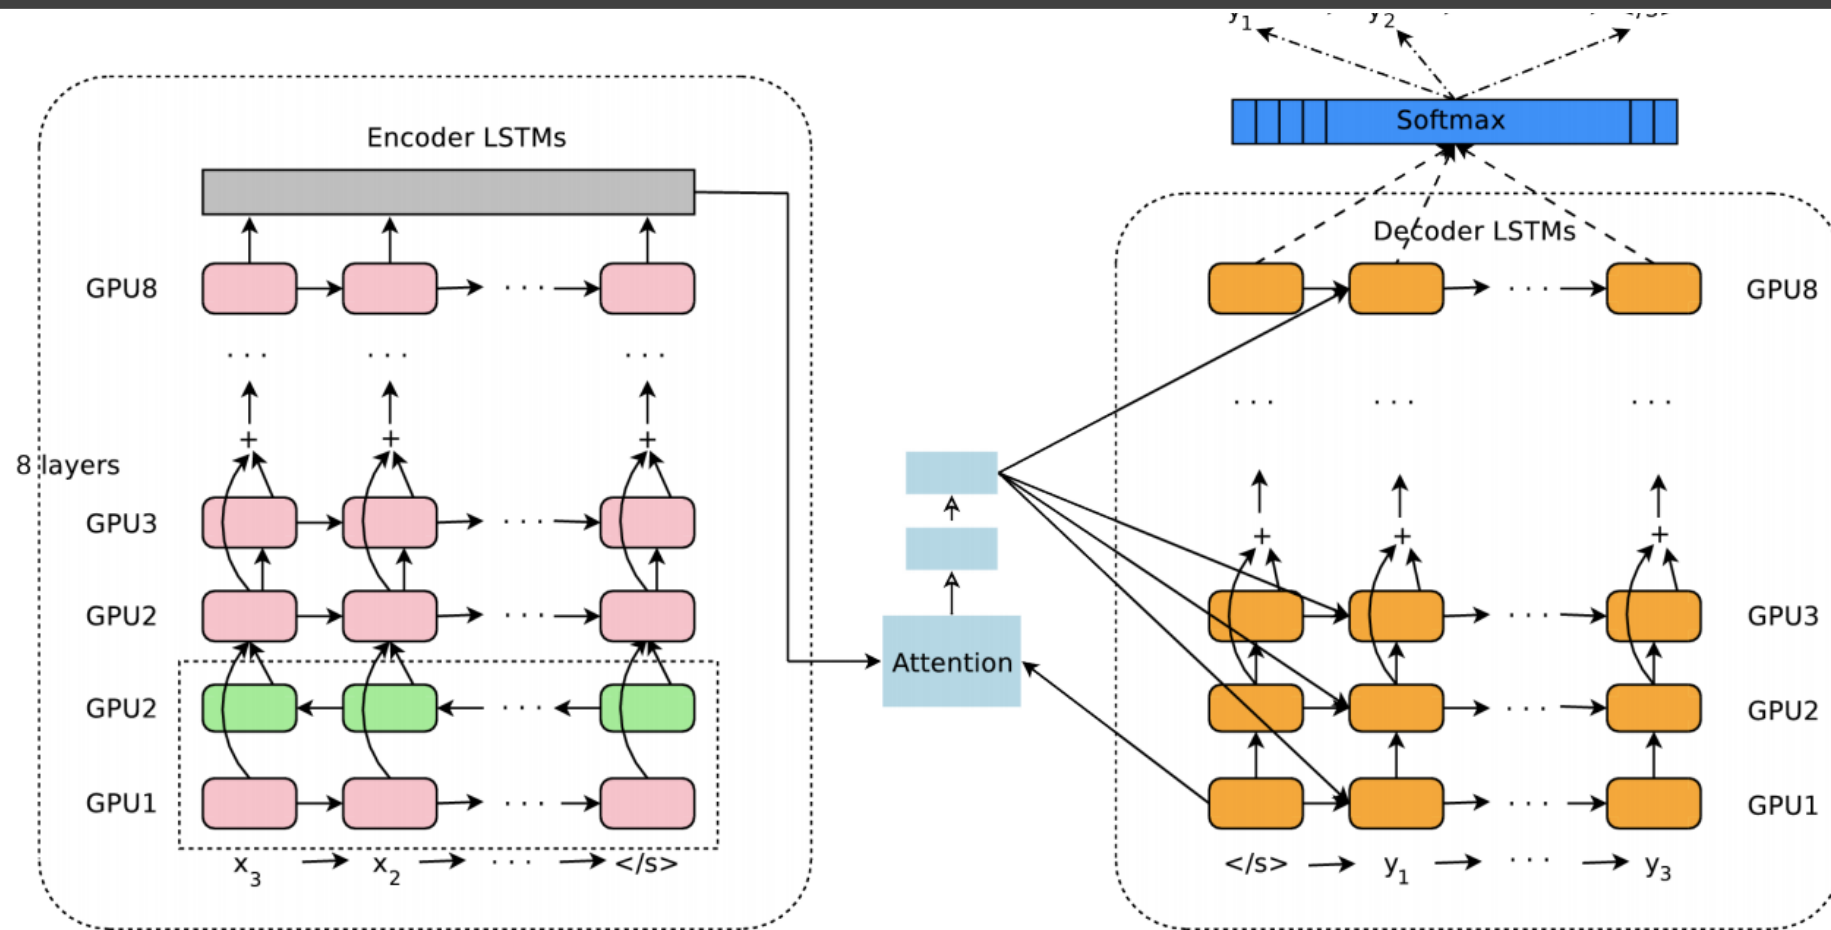 y1 y2 </s>
Softmax
Encoder LSTMs
Decoder LSTMs
GPU8
GPU8
8 layers
GPU3
GPU3
GPU2
GPU2
Attention
GPU2
GPU1
GPU1
x3 x2 ... </s>
</s> y1 ... y3